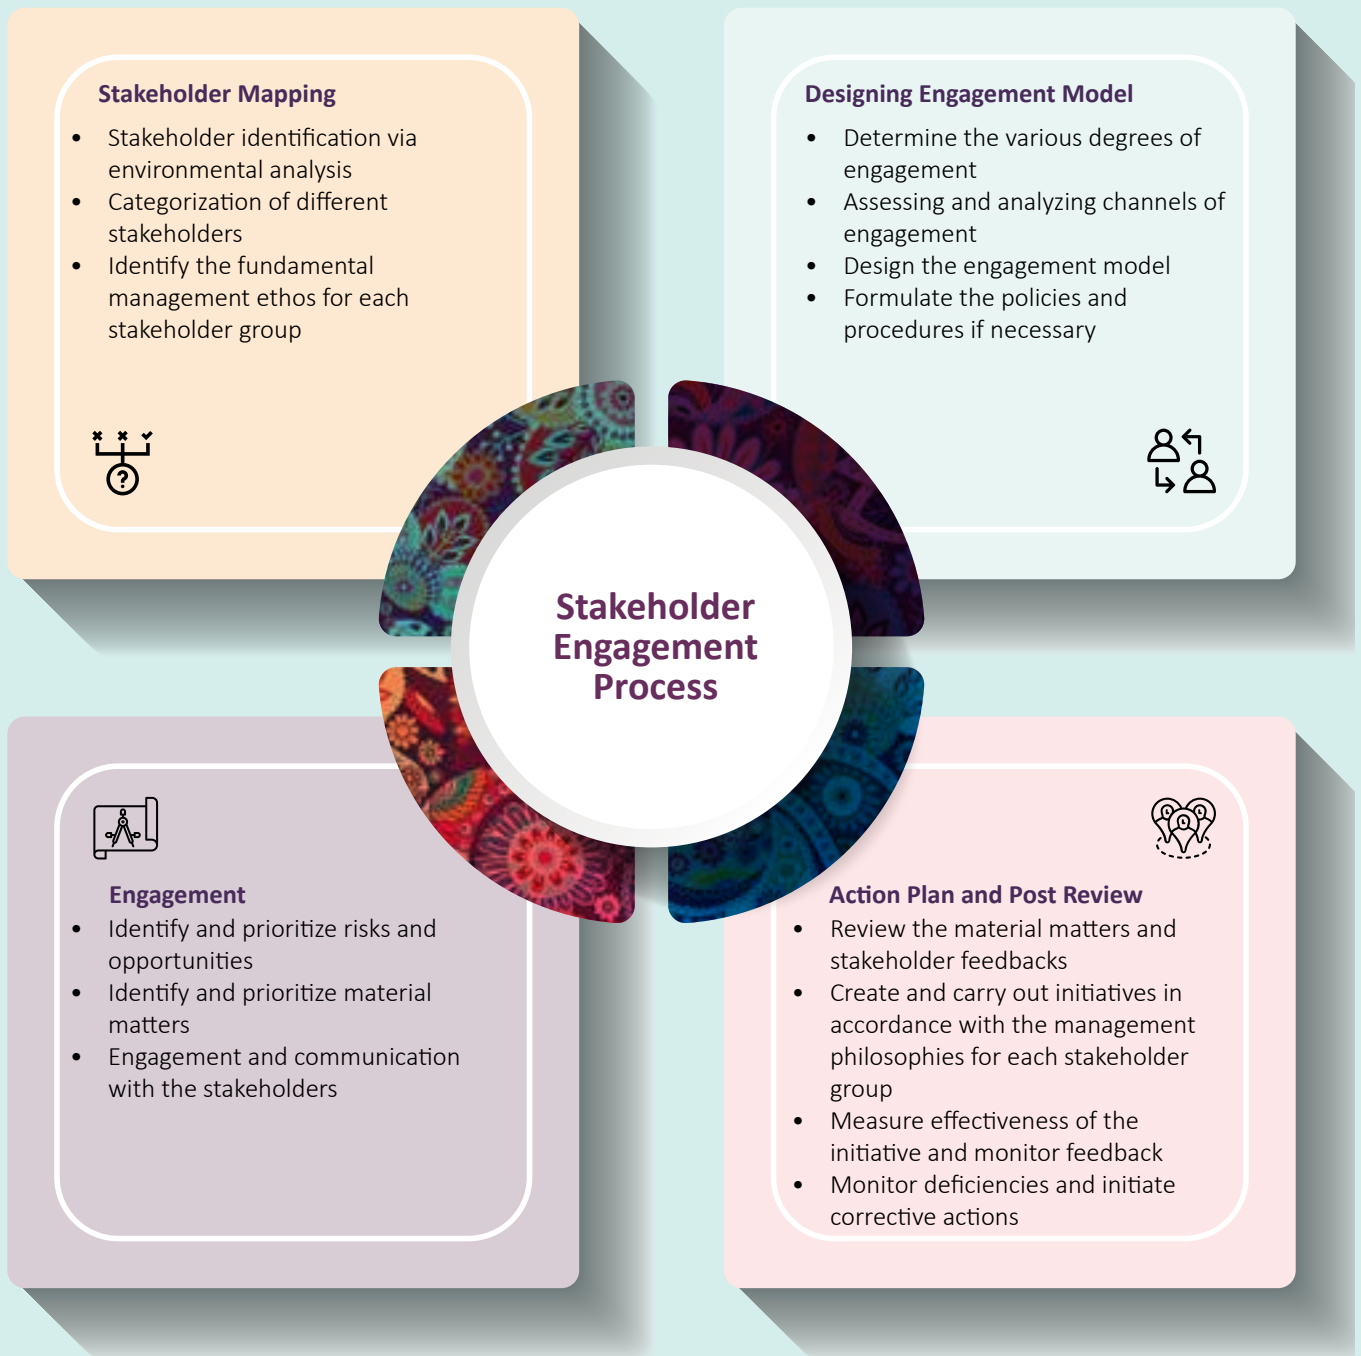 Stakeholder Mapping
• Stakeholder identification via
environmental analysis
• Categorization of different
stakeholders
• Identify the fundamental
management ethos for each
stakeholder group
Designing Engagement Model
• Determine the various degrees of
engagement
• Assessing and analyzing channels of
engagement
• Design the engagement model
• Formulate the policies and
procedures if necessary
Stakeholder
Engagement
Process
Engagement
• Identify and prioritize risks and
opportunities
• Identify and prioritize material
matters
• Engagement and communication
with the stakeholders
Action Plan and Post Review
• Review the material matters and
stakeholder feedbacks
• Create and carry out initiatives in
accordance with the management
philosophies for each stakeholder
group
• Measure effectiveness of the
initiative and monitor feedback
• Monitor deficiencies and initiate
corrective actions